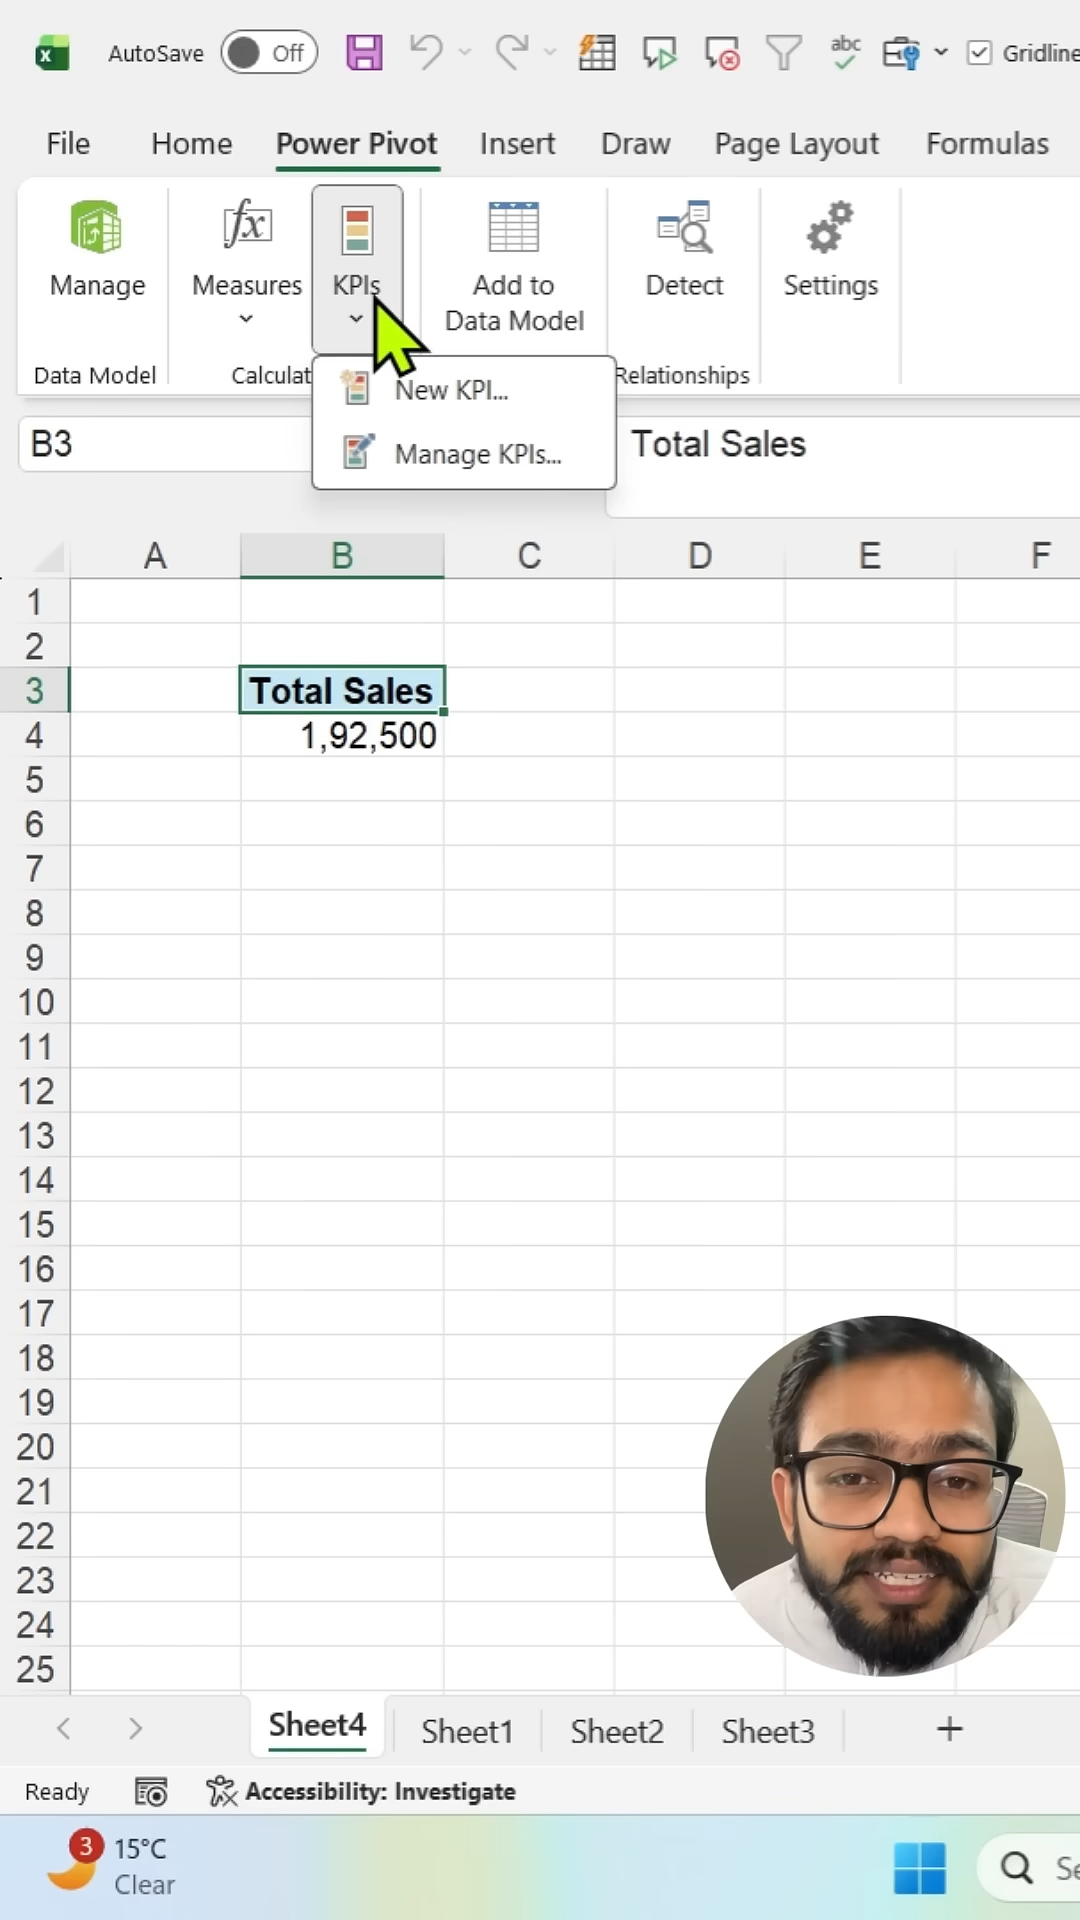 AutoSave Off abc Gridline
File Home Power Pivot Insert Draw Page Layout Formulas
Manage fx Measures KPIs Add to Data Model Detect Settings
Data Model Calculat Relationships
New KPI...
Manage KPIs...
B3 Total Sales
A B C D E F
1
2
3 Total Sales
4 1,92,500
5
6
7
8
9
10
11
12
13
14
15
16
17
18
19
20
21
22
23
24
25
Sheet4 Sheet1 Sheet2 Sheet3 +
Ready Accessibility: Investigate
3 15°C
Clear
Se